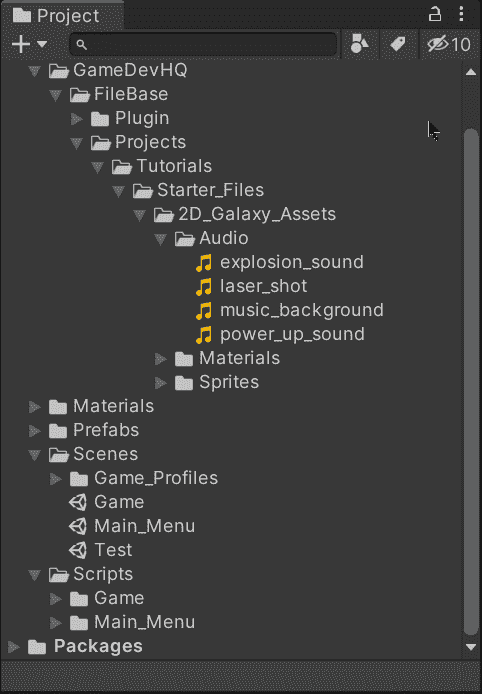 Project
10
GameDevHQ
FileBase
Plugin
Projects
Tutorials
Starter_Files
2D_Galaxy_Assets
Audio
explosion_sound
laser_shot
music_background
power_up_sound
Materials
Sprites
Materials
Prefabs
Scenes
Game_Profiles
Game
Main_Menu
Test
Scripts
Game
Main_Menu
Packages